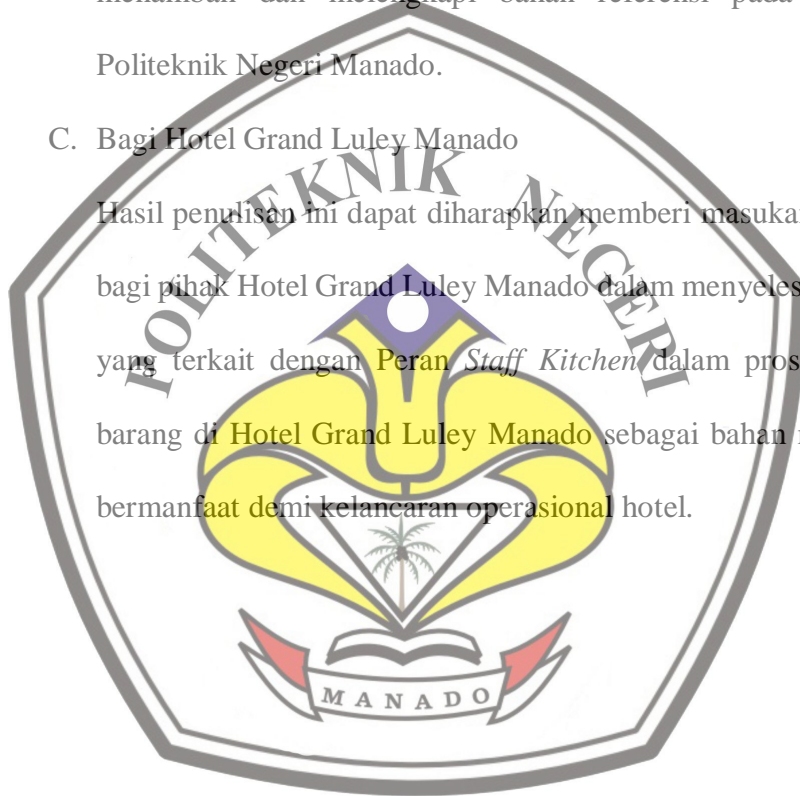 menambah dan melengkapi bahan referensi pada
Politeknik Negeri Manado.
C. Bagi Hotel Grand Luley Manado
Hasil penulisan ini dapat diharapkan memberi masukan
bagi pihak Hotel Grand Luley Manado dalam
yang terkait dengan Peran Staff Kitchen dalam
barang di Hotel Grand Luley Manado sebagai bahan
bermanfaat demi kelancaran operasional hotel.
POLITEKNIK NEGERI
MANADO